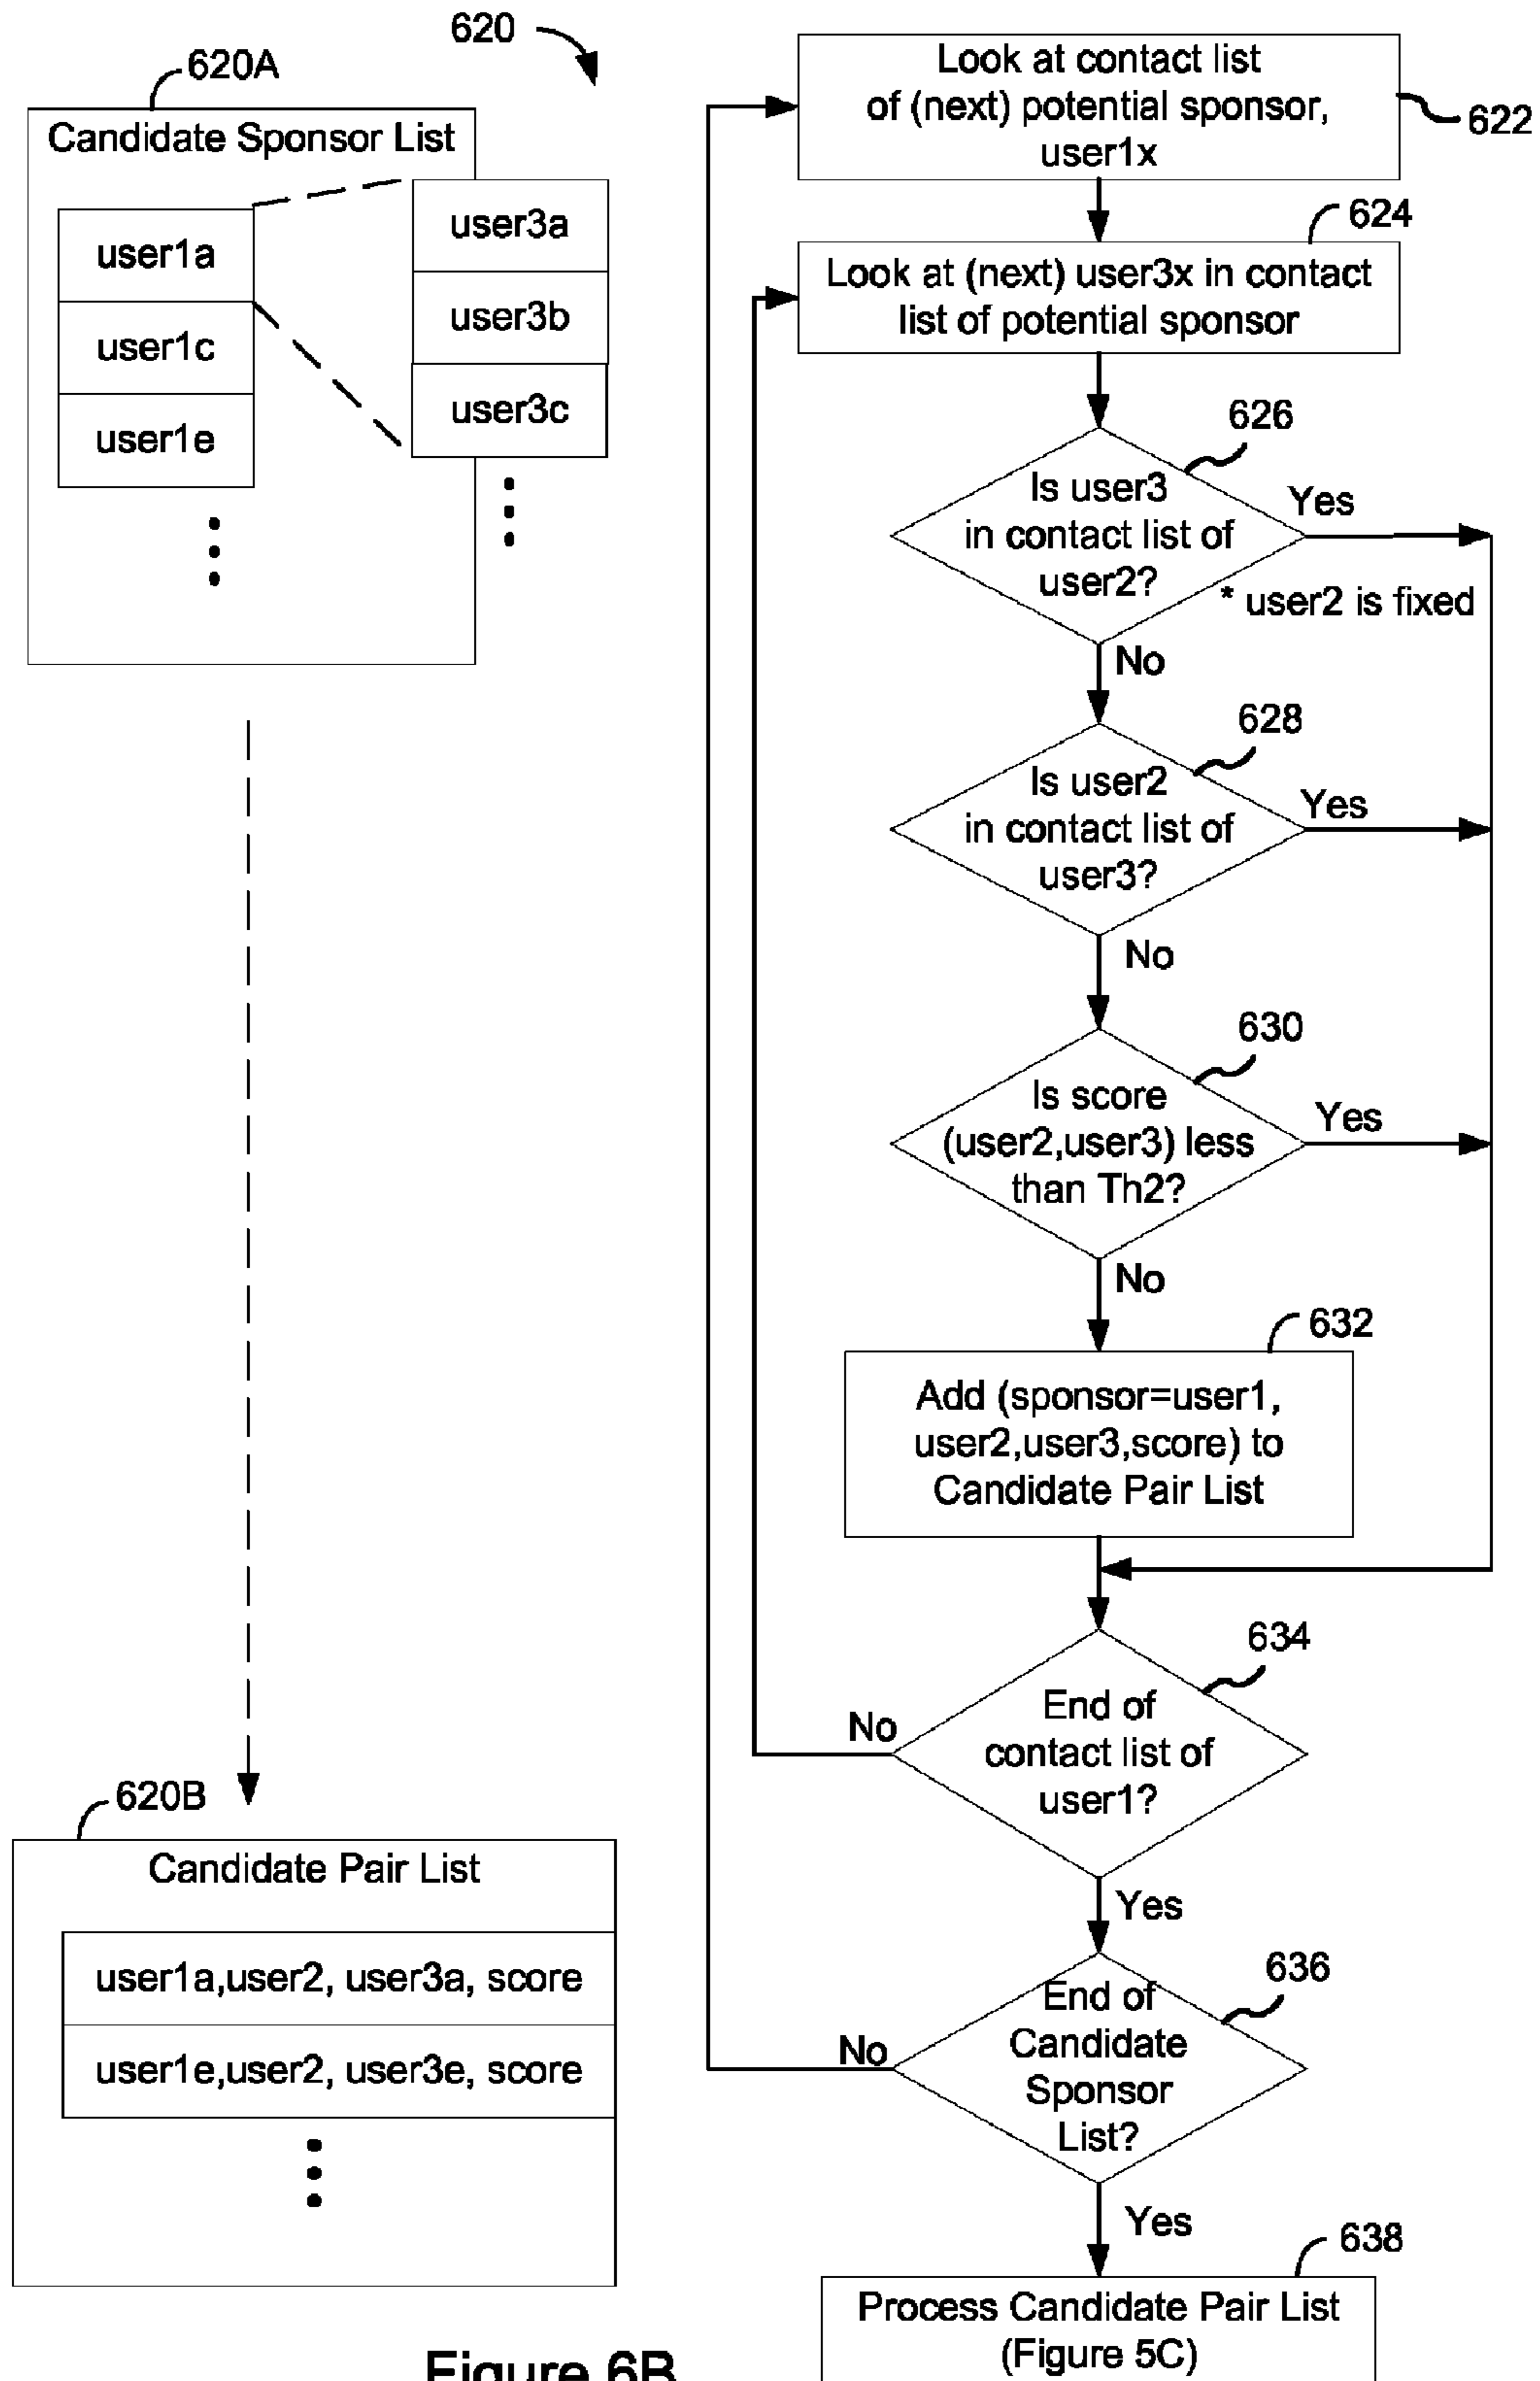 620
620A
Candidate Sponsor List
user1a
user1c
user1e
user3a
user3b
user3c
Look at contact list
of (next) potential sponsor,
user1x
622
624
Look at (next) user3x in contact
list of potential sponsor
626
Is user3
in contact list of
user2?
Yes
* user2 is fixed
No
628
Is user2
in contact list of
user3?
Yes
No
630
Is score
(user2,user3) less
than Th2?
Yes
No
632
Add (sponsor=user1,
user2,user3,score) to
Candidate Pair List
634
End of
contact list of
user1?
No
Yes
636
End of
Candidate
Sponsor
List?
No
Yes
638
Process Candidate Pair List
(Figure 5C)
620B
Candidate Pair List
user1a,user2, user3a, score
user1e,user2, user3e, score
Figure 6B